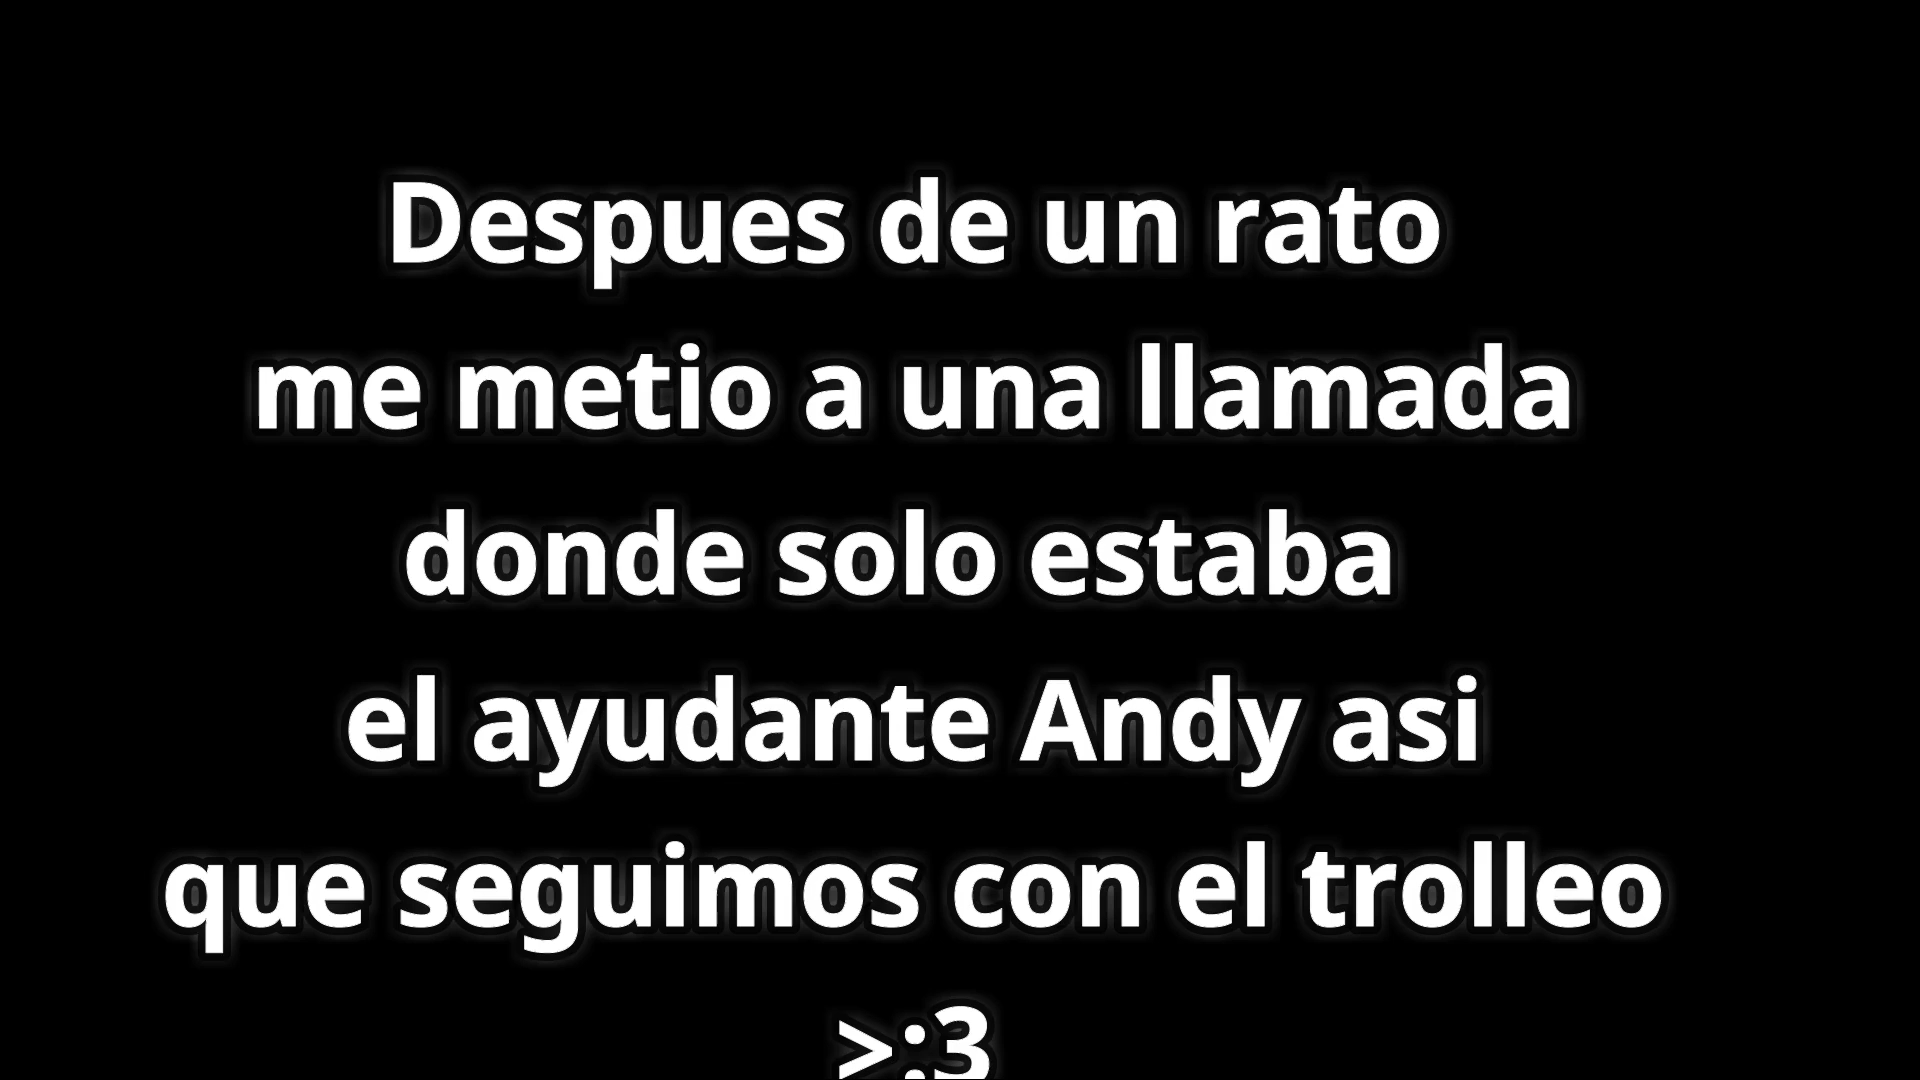 Despues de un rato
me metio a una llamada
donde solo estaba
el ayudante Andy asi
que seguimos con el trolleo
>:3